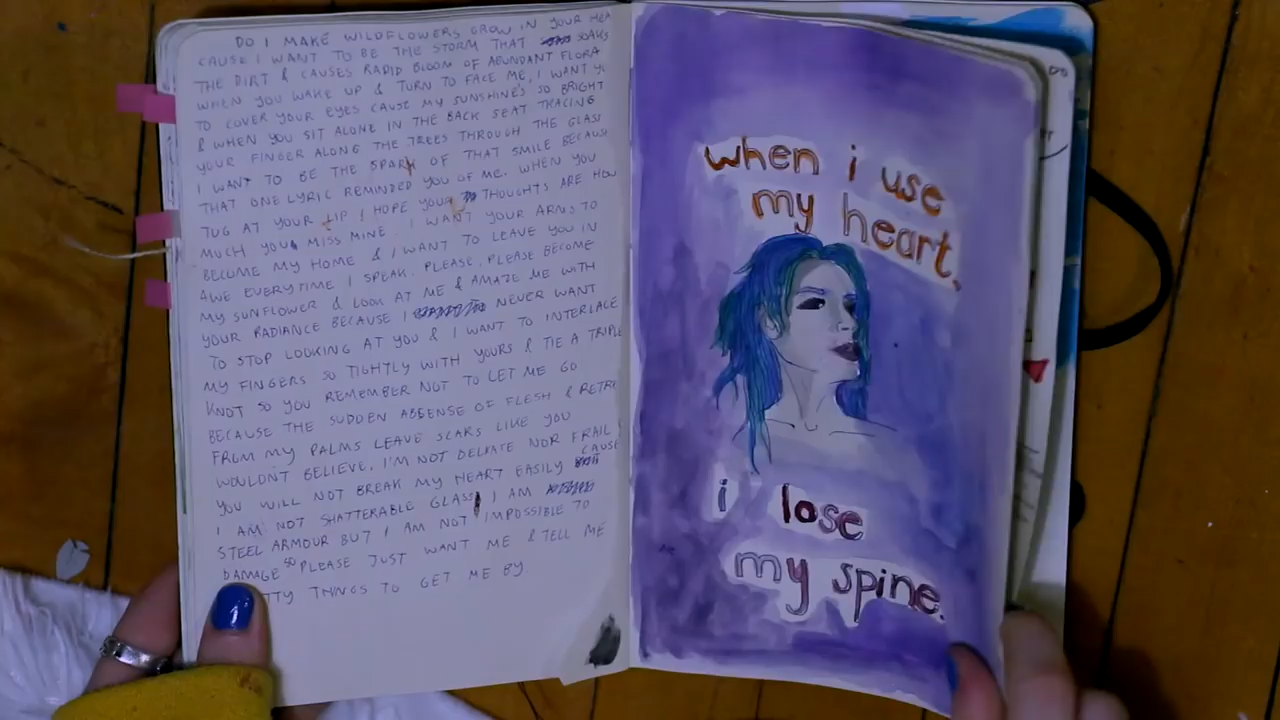 DO I MAKE WILDFLOWERS GROW IN YOUR HEA
CAUSE I WANT TO BE THE STORM THAT SOAKS
THE DIRT & CAUSES RAPID BLOOM OF ABUNDANT FLORA
WHEN YOU WAKE UP & TURN TO FACE ME, I WANT YO
TO COVER YOUR EYES CAUSE MY SUNSHINE'S SO BRIGHT
& WHEN YOU SIT ALONE IN THE BACK SEAT TRACING
YOUR FINGER ALONG THE TREES THROUGH THE GLASS
I WANT TO BE THE SPARK OF THAT SMILE BECAUSE
THAT ONE LYRIC REMINDED YOU OF ME. WHEN YOU
TUG AT YOUR LIP I HOPE YOUR THOUGHTS ARE HOW
MUCH YOU MISS MINE. I WANT YOUR ARMS TO
BECOME MY HOME & I WANT TO LEAVE YOU IN
AWE EVERYTIME I SPEAK. PLEASE, PLEASE BECOME
MY SUNFLOWER & LOOK AT ME & AMAZE ME WITH
YOUR RADIANCE BECAUSE I NEVER WANT
TO STOP LOOKING AT YOU & I WANT TO INTERLACE
MY FINGERS SO TIGHTLY WITH YOURS & TIE A TRIPLE
KNOT SO YOU REMEMBER NOT TO LET ME GO
BECAUSE THE SUDDEN ABSENSE OF FLESH & RETRE
FROM MY PALMS LEAVE SCARS LIKE YOU
WOULDN'T BELIEVE. I'M NOT DELICATE NOR FRAIL &
YOU WILL NOT BREAK MY HEART EASILY CAUSE
I AM NOT SHATTERABLE GLASS, I AM
STEEL ARMOUR BUT I AM NOT IMPOSSIBLE TO
DAMAGE SO PLEASE JUST WANT ME & TELL ME
TTY THINGS TO GET ME BY
when i use
my heart.
i lose
my spine.